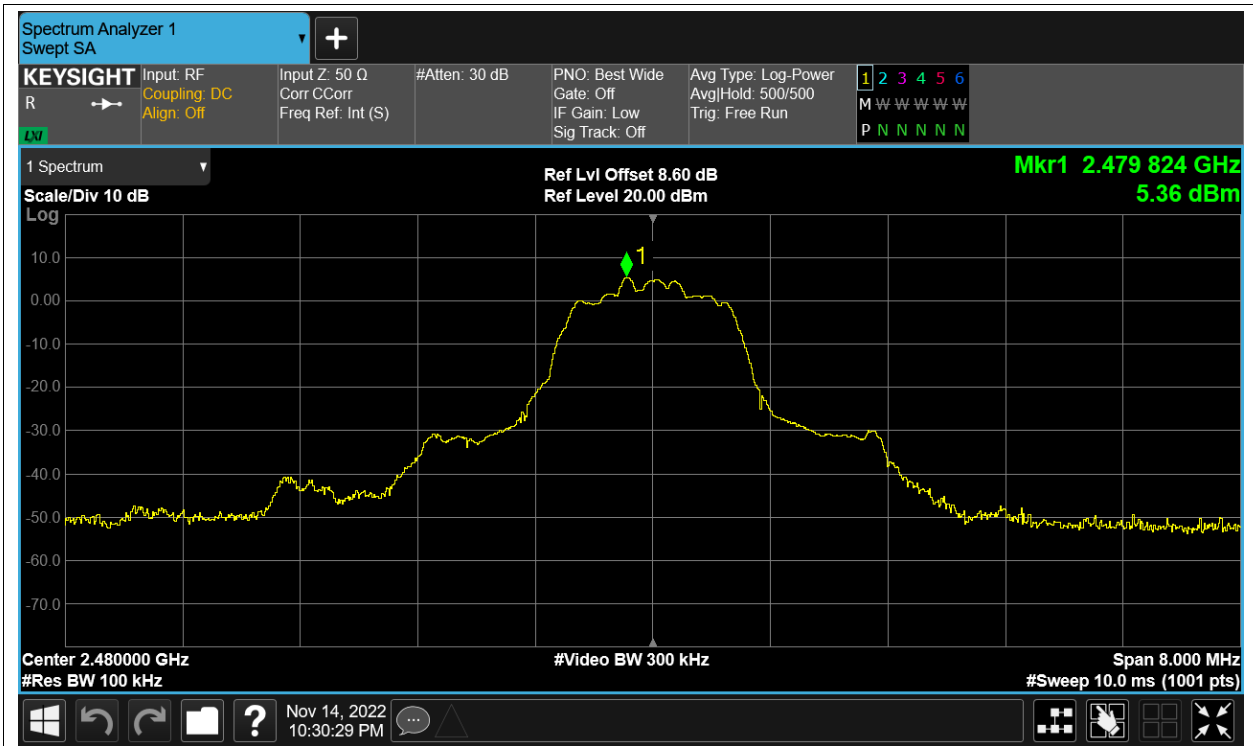 Spectrum Analyzer 1
Swept SA
KEYSIGHT
R
LXI
Input: RF
Coupling: DC
Align: Off
Input Z: 50 Ω
Corr CCorr
Freq Ref: Int (S)
#Atten: 30 dB
PNO: Best Wide
Gate: Off
IF Gain: Low
Sig Track: Off
Avg Type: Log-Power
Avg|Hold: 500/500
Trig: Free Run
1 2 3 4 5 6
M W W W W W
P N N N N N
1 Spectrum
Scale/Div 10 dB
Log
Ref Lvl Offset 8.60 dB
Ref Level 20.00 dBm
Mkr1 2.479 824 GHz
5.36 dBm
1
10.0
0.00
-10.0
-20.0
-30.0
-40.0
-50.0
-60.0
-70.0
Center 2.480000 GHz
#Video BW 300 kHz
Span 8.000 MHz
#Res BW 100 kHz
#Sweep 10.0 ms (1001 pts)
?
Nov 14, 2022
10:30:29 PM